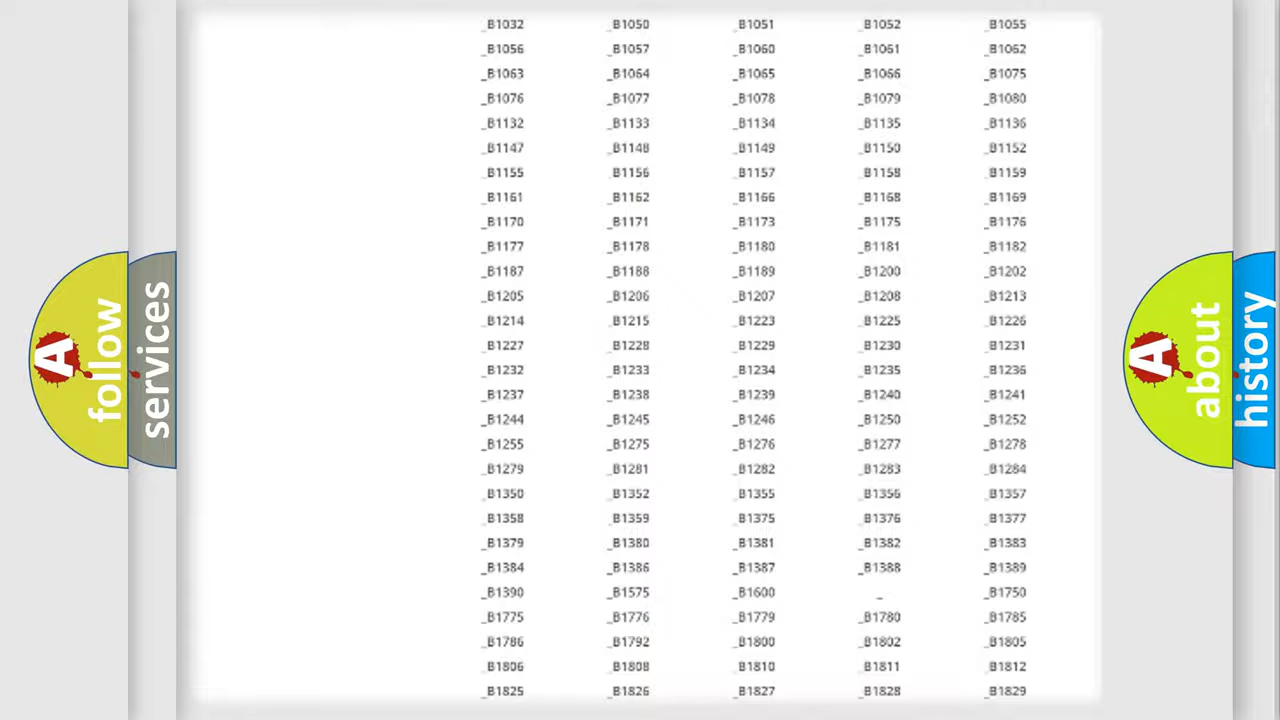 _B1032 _B1050 _B1051 _B1052 _B1055
_B1056 _B1057 _B1060 _B1061 _B1062
_B1063 _B1064 _B1065 _B1066 _B1075
_B1076 _B1077 _B1078 _B1079 _B1080
_B1132 _B1133 _B1134 _B1135 _B1136
_B1147 _B1148 _B1149 _B1150 _B1152
_B1155 _B1156 _B1157 _B1158 _B1159
_B1161 _B1162 _B1166 _B1168 _B1169
_B1170 _B1171 _B1173 _B1175 _B1176
_B1177 _B1178 _B1180 _B1181 _B1182
_B1187 _B1188 _B1189 _B1200 _B1202
_B1205 _B1206 _B1207 _B1208 _B1213
_B1214 _B1215 _B1223 _B1225 _B1226
_B1227 _B1228 _B1229 _B1230 _B1231
_B1232 _B1233 _B1234 _B1235 _B1236
_B1237 _B1238 _B1239 _B1240 _B1241
_B1244 _B1245 _B1246 _B1250 _B1252
_B1255 _B1275 _B1276 _B1277 _B1278
_B1279 _B1281 _B1282 _B1283 _B1284
_B1350 _B1352 _B1355 _B1356 _B1357
_B1358 _B1359 _B1375 _B1376 _B1377
_B1379 _B1380 _B1381 _B1382 _B1383
_B1384 _B1386 _B1387 _B1388 _B1389
_B1390 _B1575 _B1600 _ _B1750
_B1775 _B1776 _B1779 _B1780 _B1785
_B1786 _B1792 _B1800 _B1802 _B1805
_B1806 _B1808 _B1810 _B1811 _B1812
_B1825 _B1826 _B1827 _B1828 _B1829
A
follow
services
A
about
history